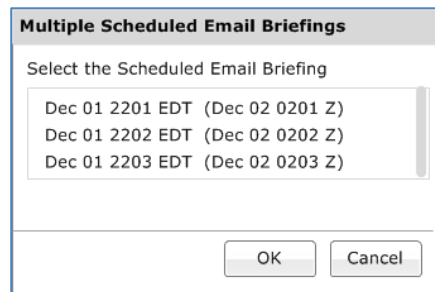 Multiple Scheduled Email Briefings
Select the Scheduled Email Briefing
Dec 01 2201 EDT (Dec 02 0201 Z)
Dec 01 2202 EDT (Dec 02 0202 Z)
Dec 01 2203 EDT (Dec 02 0203 Z)
OK Cancel